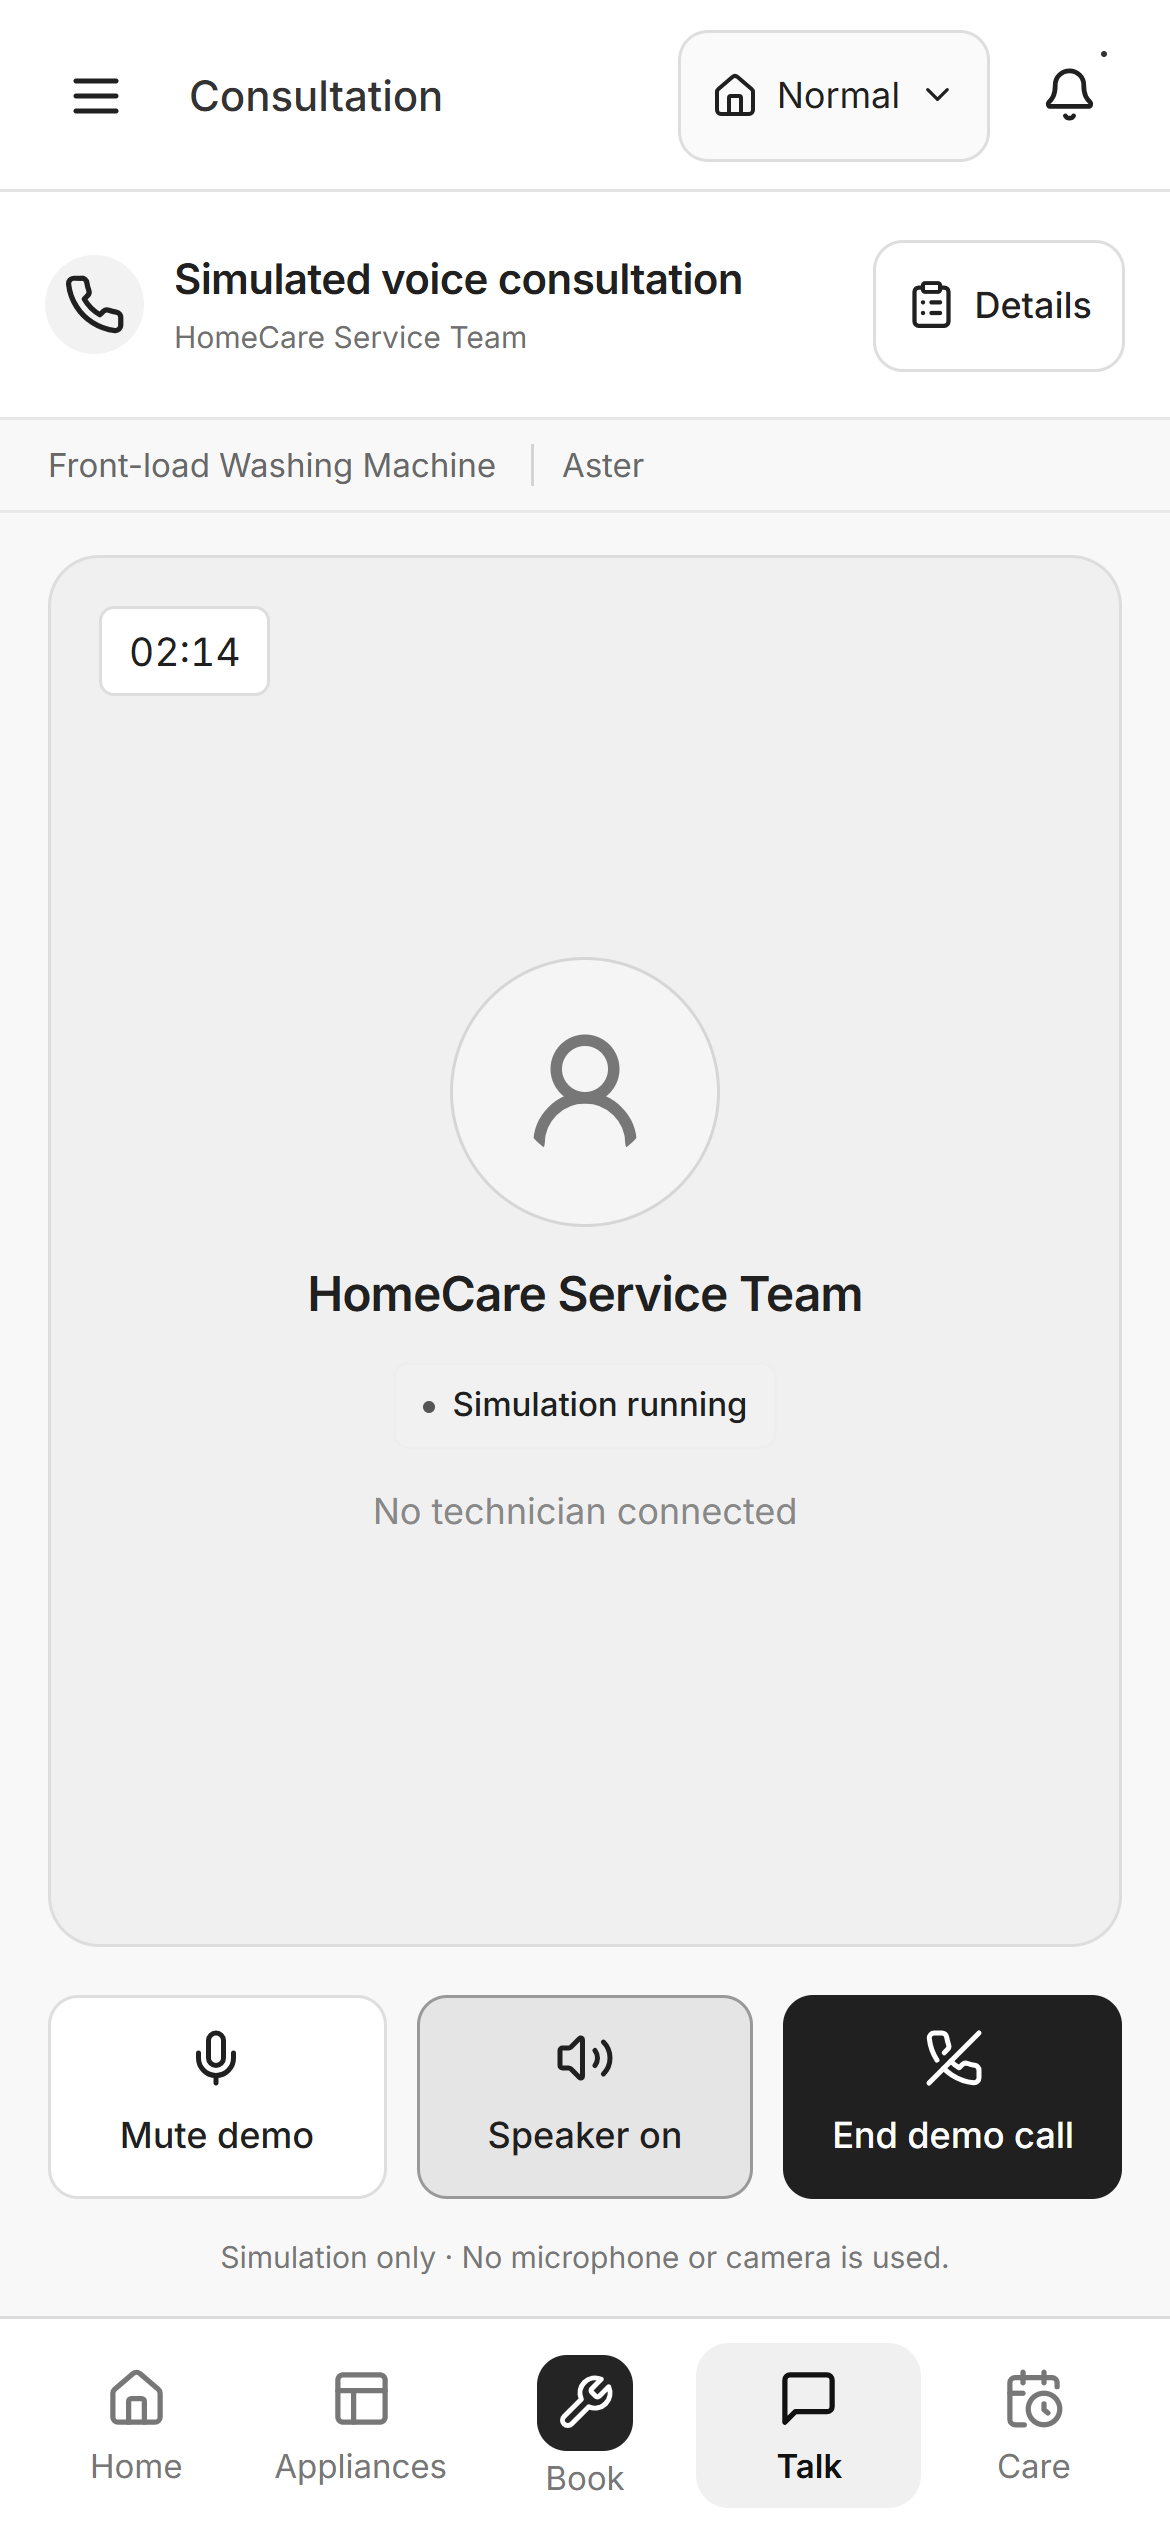 Consultation
Normal
Simulated voice consultation
HomeCare Service Team
Details
Front-load Washing Machine
Aster
02:14
HomeCare Service Team
Simulation running
No technician connected
Mute demo
Speaker on
End demo call
Simulation only · No microphone or camera is used.
Home
Appliances
Book
Talk
Care